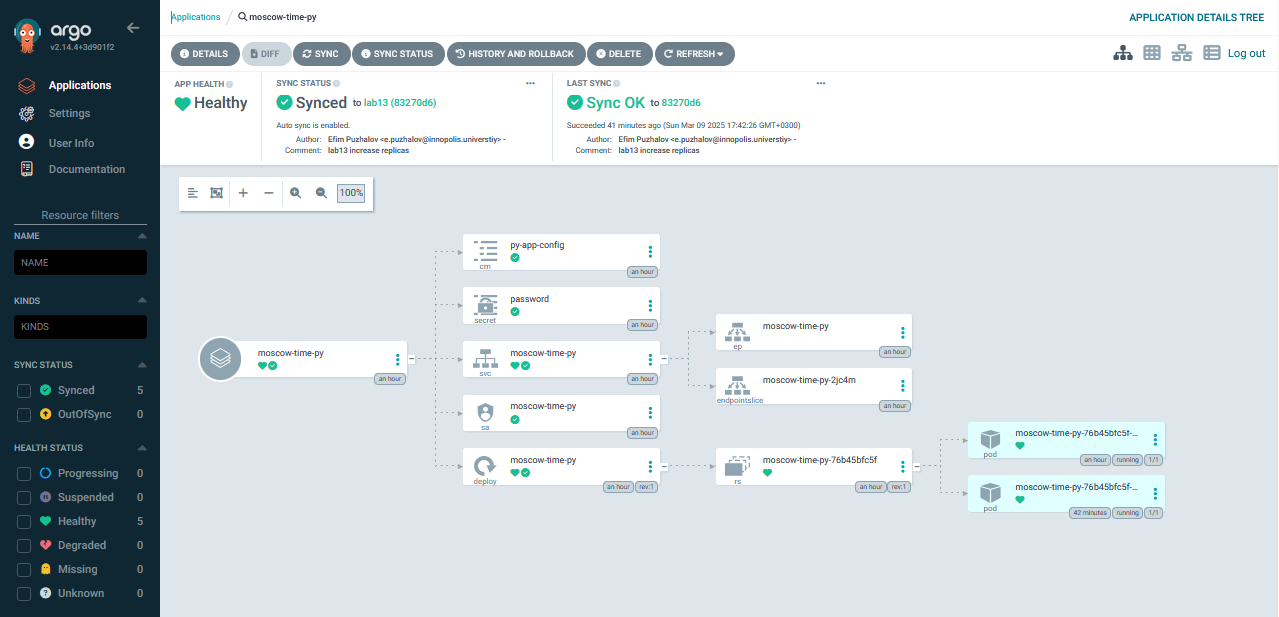 argo
v2.14.4+3d901f2
Applications
Settings
User Info
Documentation
Resource filters
NAME
NAME
KINDS
KINDS
SYNC STATUS
Synced 5
OutOfSync 0
HEALTH STATUS
Progressing 0
Suspended 0
Healthy 5
Degraded 0
Missing 0
Unknown 0
Applications / moscow-time-py
APPLICATION DETAILS TREE
DETAILS DIFF SYNC SYNC STATUS HISTORY AND ROLLBACK DELETE REFRESH
Log out
APP HEALTH
Healthy
SYNC STATUS
Synced to lab13 (83270d6)
Auto sync is enabled.
Author: Efim Puzhalov <e.puzhalov@innopolis.universtiy> -
Comment: lab13 increase replicas
LAST SYNC
Sync OK to 83270d6
Succeeded 41 minutes ago (Sun Mar 09 2025 17:42:26 GMT+0300)
Author: Efim Puzhalov <e.puzhalov@innopolis.universtiy> -
Comment: lab13 increase replicas
100%
moscow-time-py
an hour
py-app-config
cm
an hour
password
secret
an hour
moscow-time-py
svc
an hour
moscow-time-py
sa
an hour
moscow-time-py
deploy
an hour rev:1
moscow-time-py
ep
an hour
moscow-time-py-2jc4m
endpointslice
an hour
moscow-time-py-76b45bfc5f
rs
an hour rev:1
moscow-time-py-76b45bfc5f-...
pod
an hour running 1/1
moscow-time-py-76b45bfc5f-...
pod
42 minutes running 1/1